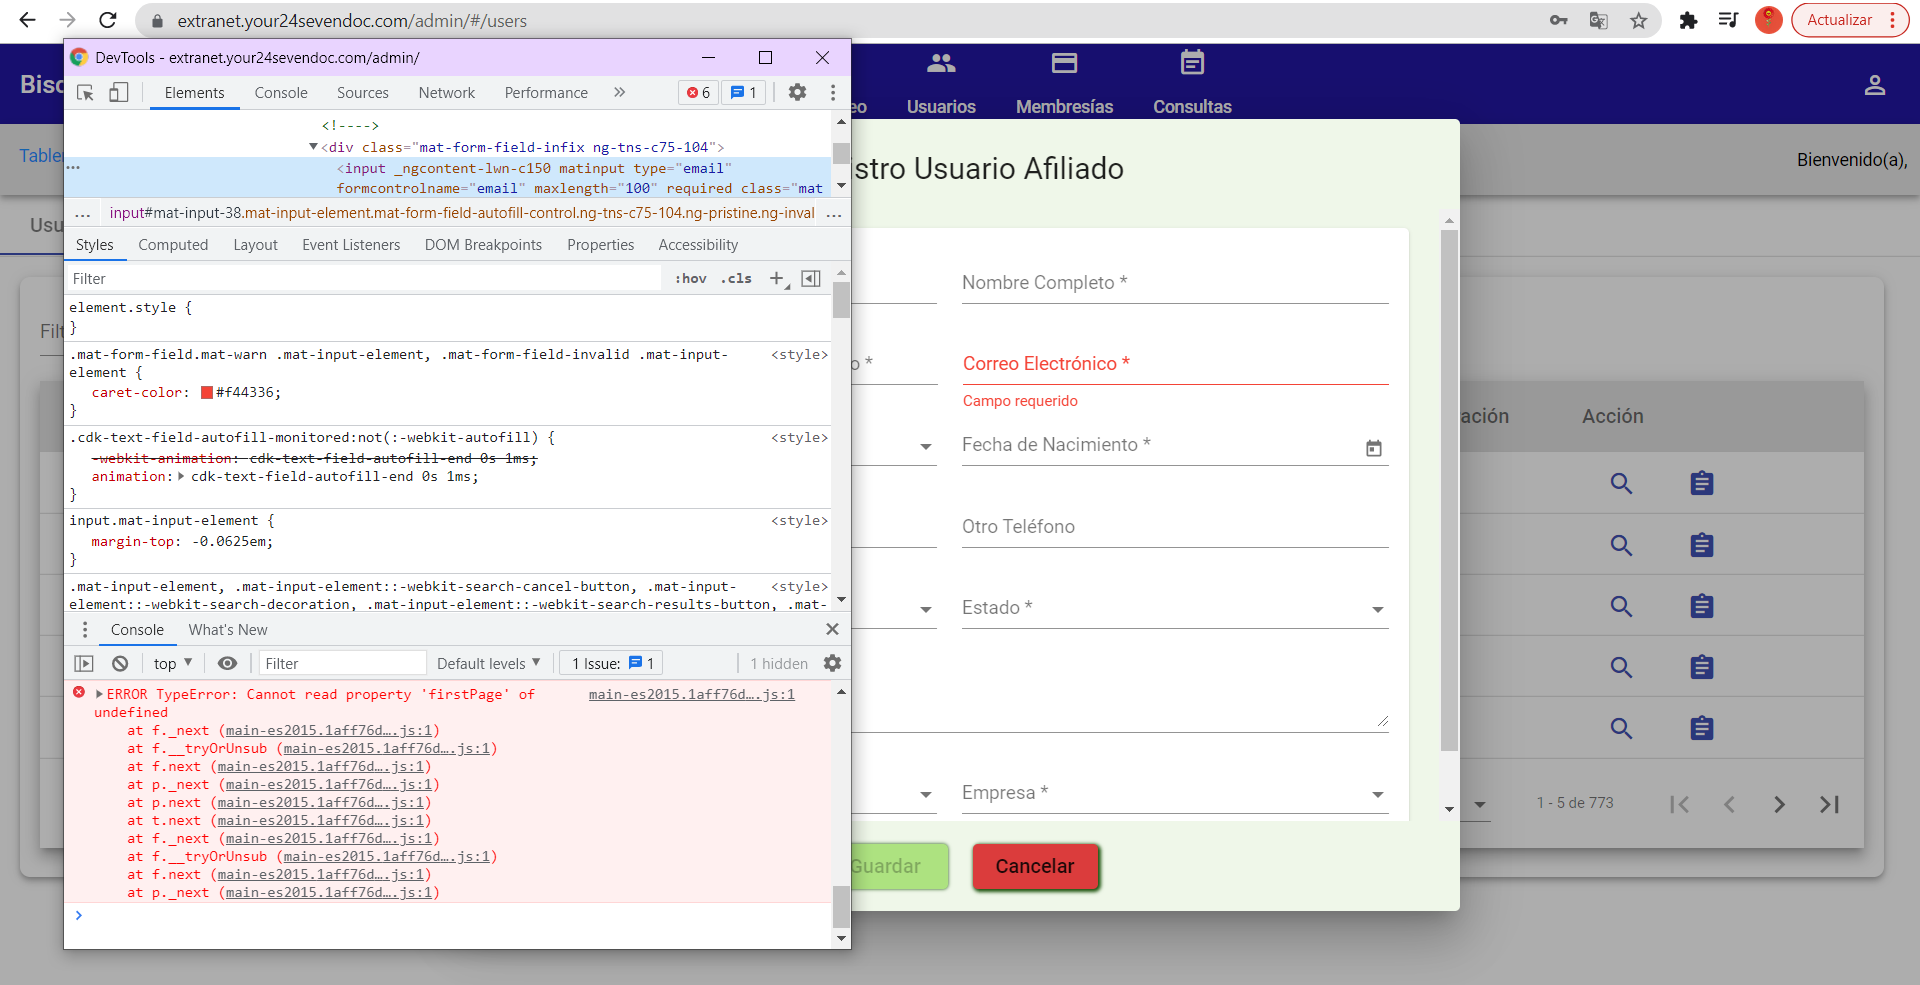 extranet.your24sevendoc.com/admin/#/users
Actualizar
DevTools - extranet.your24sevendoc.com/admin/
Usuarios
Membresías
Consultas
Bienvenido(a),
Elements Console Sources Network Performance » 6 1
<!---->
<div class="mat-form-field-infix ng-tns-c75-104">
<input _ngcontent-lwn-c150 matinput type="email"
formcontrolname="email" maxlength="100" required class="mat
... input#mat-input-38.mat-input-element.mat-form-field-autofill-control.ng-tns-c75-104.ng-pristine.ng-inval ...
Styles Computed Layout Event Listeners DOM Breakpoints Properties Accessibility
Filter :hov .cls +
element.style {
}
.mat-form-field.mat-warn .mat-input-element, .mat-form-field-invalid .mat-input- <style>
element {
caret-color: #f44336;
}
.cdk-text-field-autofill-monitored:not(:-webkit-autofill) { <style>
-webkit-animation: cdk-text-field-autofill-end 0s 1ms;
animation: cdk-text-field-autofill-end 0s 1ms;
}
input.mat-input-element { <style>
margin-top: -0.0625em;
}
.mat-input-element, .mat-input-element::-webkit-search-cancel-button, .mat-input- <style>
element::-webkit-search-decoration, .mat-input-element::-webkit-search-results-button, .mat-
Console What's New
top Filter Default levels 1 Issue: 1 1 hidden
ERROR TypeError: Cannot read property 'firstPage' of main-es2015.1aff76d….js:1
undefined
at f._next (main-es2015.1aff76d….js:1)
at f.__tryOrUnsub (main-es2015.1aff76d….js:1)
at f.next (main-es2015.1aff76d….js:1)
at p._next (main-es2015.1aff76d….js:1)
at p.next (main-es2015.1aff76d….js:1)
at t.next (main-es2015.1aff76d….js:1)
at f._next (main-es2015.1aff76d….js:1)
at f.__tryOrUnsub (main-es2015.1aff76d….js:1)
at f.next (main-es2015.1aff76d….js:1)
at p._next (main-es2015.1aff76d….js:1)
istro Usuario Afiliado
Nombre Completo *
o *
Correo Electrónico *
Campo requerido
Fecha de Nacimiento *
Otro Teléfono
Estado *
Empresa *
Guardar
Cancelar
ación
Acción
1 - 5 de 773